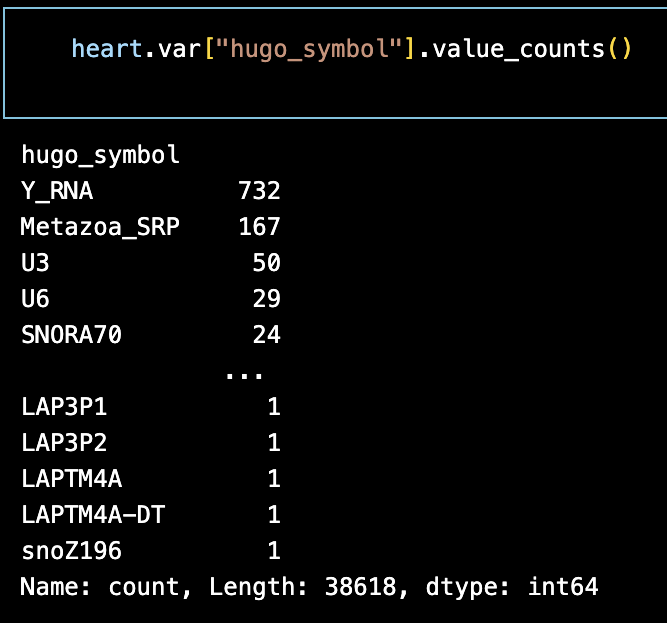 heart.var["hugo_symbol"].value_counts()
hugo_symbol
Y_RNA 732
Metazoa_SRP 167
U3 50
U6 29
SNORA70 24
...
LAP3P1 1
LAP3P2 1
LAPTM4A 1
LAPTM4A-DT 1
snoZ196 1
Name: count, Length: 38618, dtype: int64